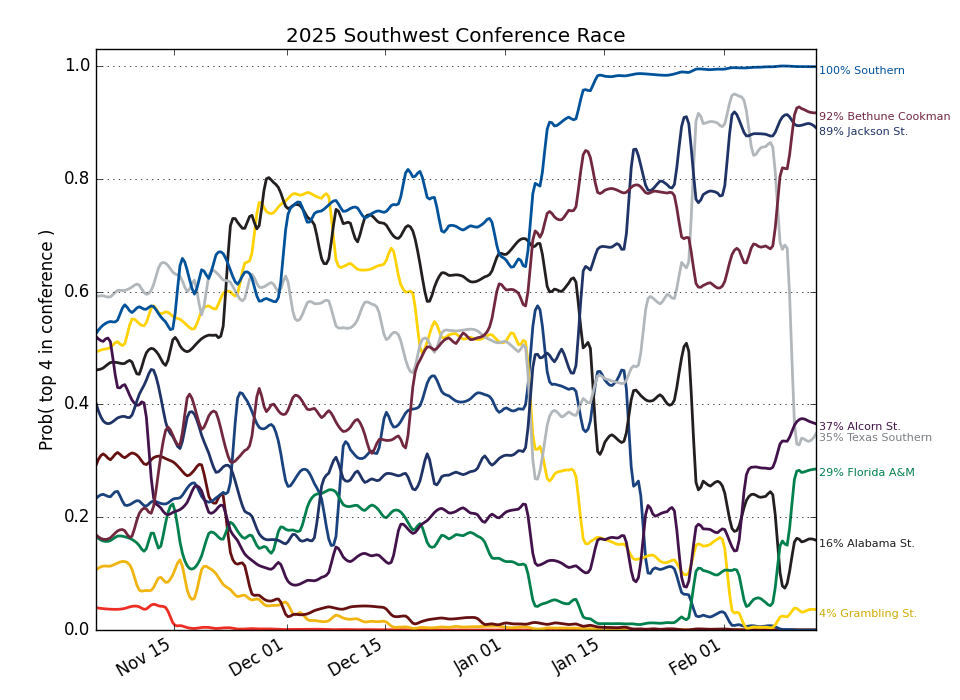 2025 Southwest Conference Race
Prob( top 4 in conference )
1.0
0.8
0.6
0.4
0.2
0.0
Nov 15
Dec 01
Dec 15
Jan 01
Jan 15
Feb 01
100% Southern
92% Bethune Cookman
89% Jackson St.
37% Alcorn St.
35% Texas Southern
29% Florida A&M
16% Alabama St.
4% Grambling St.